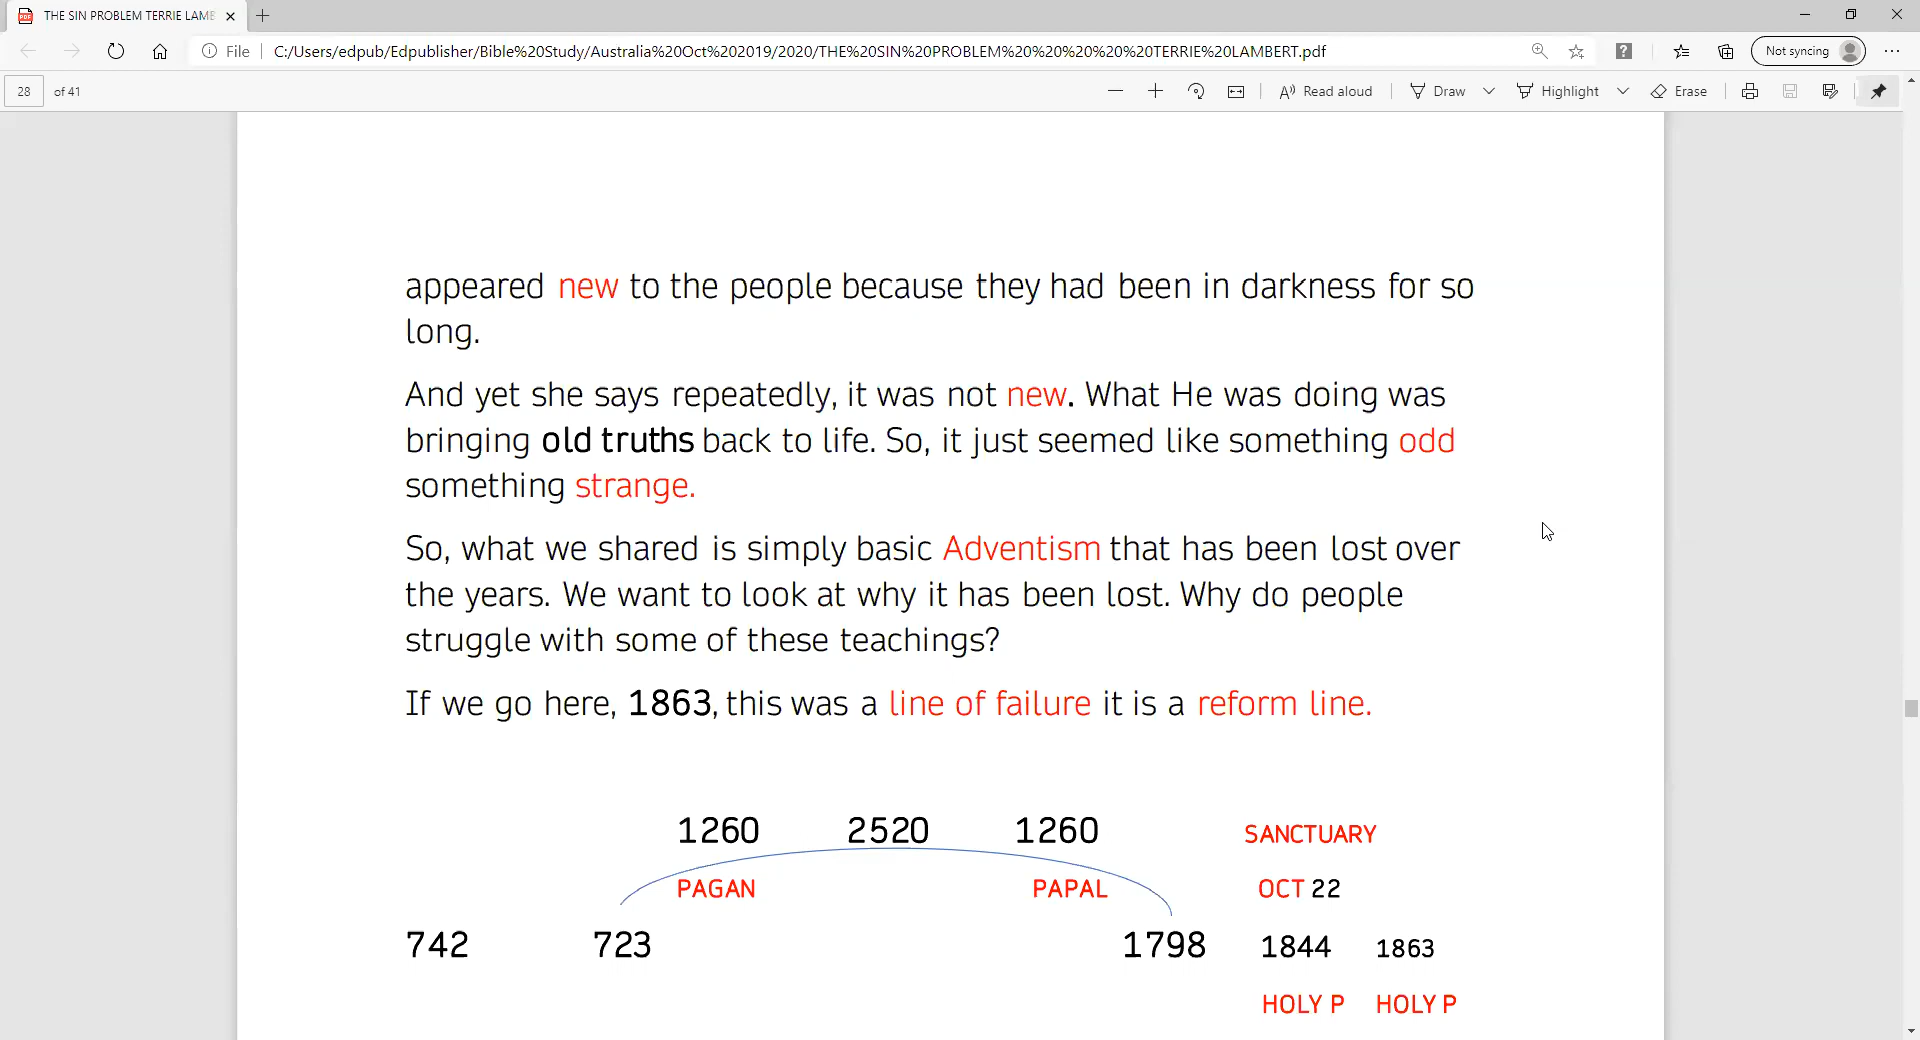 THE SIN PROBLEM TERRIE LAMB
File
C:/Users/edpub/Edpublisher/Bible%20Study/Australia%20Oct%202019/2020/THE%20SIN%20PROBLEM%20%20%20%20%20TERRIE%20LAMBERT.pdf
Not syncing
28 of 41
Read aloud
Draw
Highlight
Erase
appeared new to the people because they had been in darkness for so
long.
And yet she says repeatedly, it was not new. What He was doing was
bringing old truths back to life. So, it just seemed like something odd
something strange.
So, what we shared is simply basic Adventism that has been lost over
the years. We want to look at why it has been lost. Why do people
struggle with some of these teachings?
If we go here, 1863, this was a line of failure it is a reform line.
1260 2520 1260 SANCTUARY
PAGAN PAPAL OCT 22
742 723 1798 1844 1863
HOLY P HOLY P